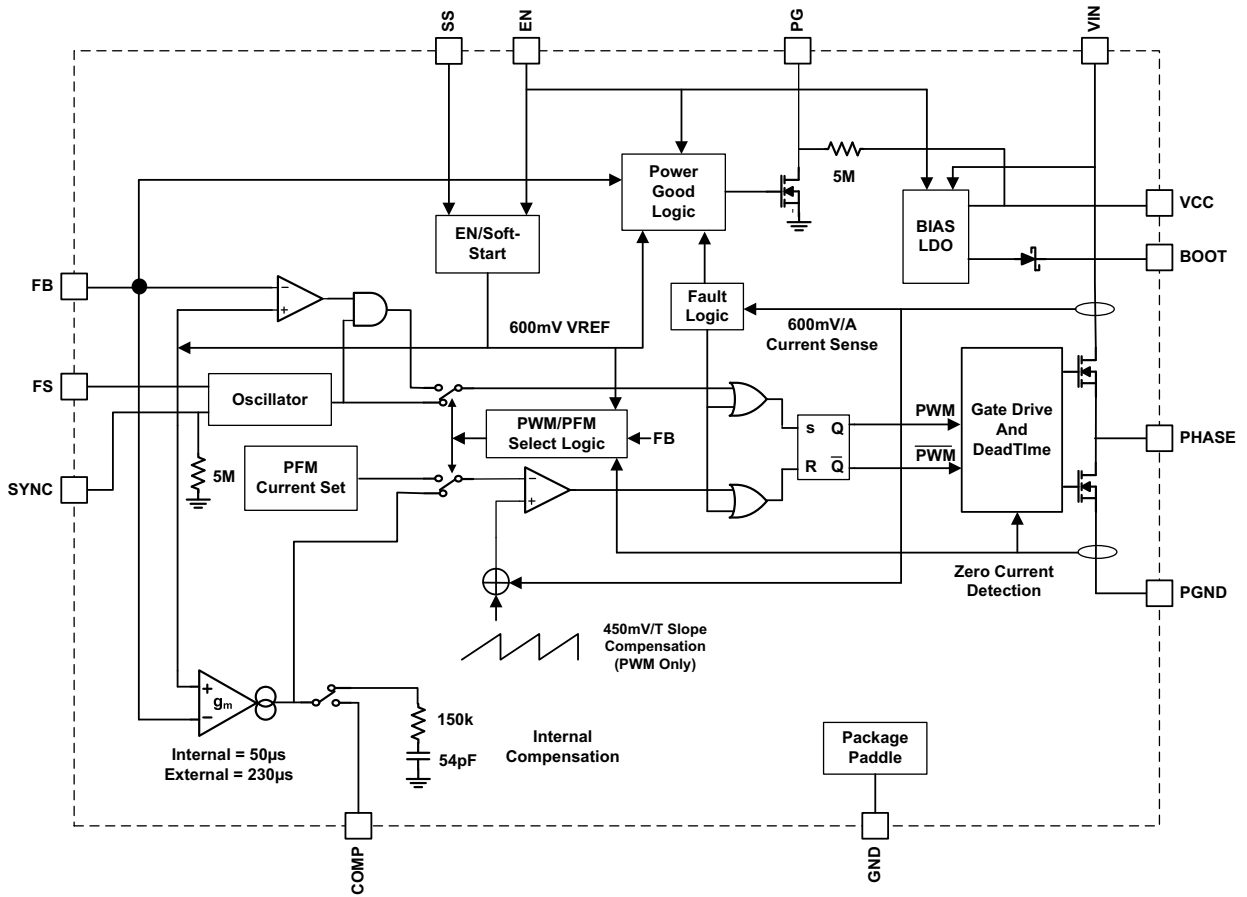 SS
EN
PG
VIN
Power
Good
Logic
5M
VCC
EN/Soft-
Start
BIAS
LDO
BOOT
FB
−
+
Fault
Logic
600mV VREF
600mV/A
Current Sense
FS
Oscillator
PWM/PFM
Select Logic
FB
s Q
R Q̅
PWM
P̅W̅M̅
Gate Drive
And
DeadTIme
PHASE
5M
SYNC
PFM
Current Set
−
+
Zero Current
Detection
PGND
450mV/T Slope
Compensation
(PWM Only)
+
gm
−
150k
54pF
Internal
Compensation
Internal = 50µs
External = 230µs
Package
Paddle
COMP
GND